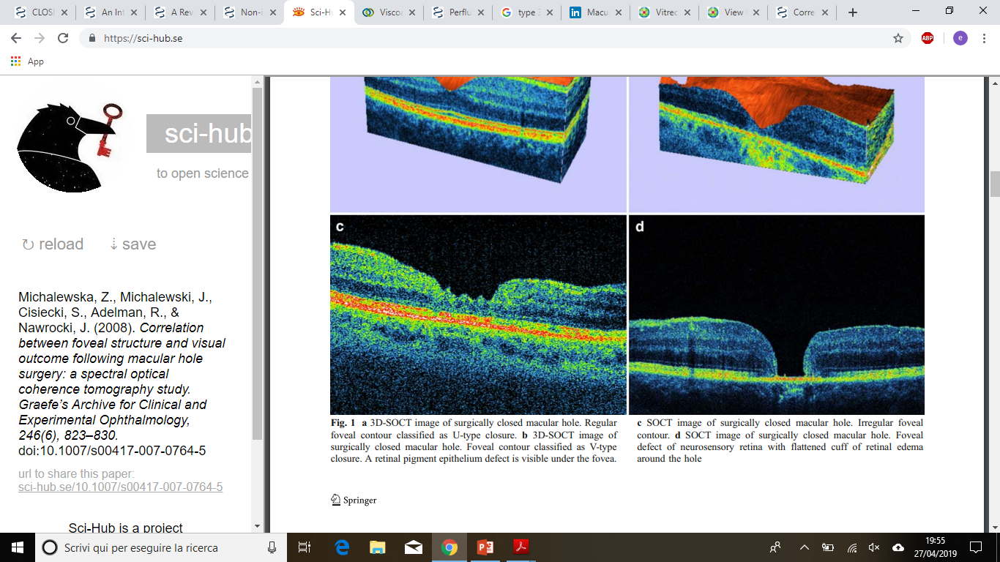 CLOSI
An Int
A Rev
Non-i
Sci-Hu
Viscoa
Perflu
type 3
Macu
Vitrec
View
Corre
https://sci-hub.se
ABP
e
App
sci-hub
to open science
↻ reload
⇣ save
Michalewska, Z., Michalewski, J.,
Cisiecki, S., Adelman, R., &
Nawrocki, J. (2008). Correlation
between foveal structure and visual
outcome following macular hole
surgery: a spectral optical
coherence tomography study.
Graefe's Archive for Clinical and
Experimental Ophthalmology,
246(6), 823–830.
doi:10.1007/s00417-007-0764-5
url to share this paper:
sci-hub.se/10.1007/s00417-007-0764-5
Sci-Hub is a project
c
d
Fig. 1 a 3D-SOCT image of surgically closed macular hole. Regular
foveal contour classified as U-type closure. b 3D-SOCT image of
surgically closed macular hole. Foveal contour classified as V-type
closure. A retinal pigment epithelium defect is visible under the fovea.
c SOCT image of surgically closed macular hole. Irregular foveal
contour. d SOCT image of surgically closed macular hole. Foveal
defect of neurosensory retina with flattened cuff of retinal edema
around the hole
Springer
Scrivi qui per eseguire la ricerca
19:55
27/04/2019